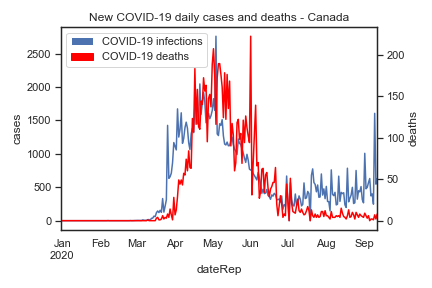 New COVID-19 daily cases and deaths - Canada
COVID-19 infections
COVID-19 deaths
2500
2000
1500
1000
500
0
cases
200
150
100
50
0
deaths
Jan Feb Mar Apr May Jun Jul Aug Sep
2020
dateRep